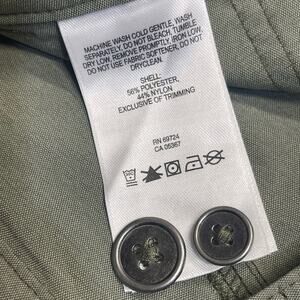 MACHINE WASH COLD GENTLE. WASH
SEPARATELY. DO NOT BLEACH. TUMBLE
DRY LOW. REMOVE PROMPTLY. IRON LOW.
DO NOT USE FABRIC SOFTENER, DO NOT
DRYCLEAN.
SHELL:
56% POLYESTER,
44% NYLON
EXCLUSIVE OF TRIMMING
RN 69724
CA 05367